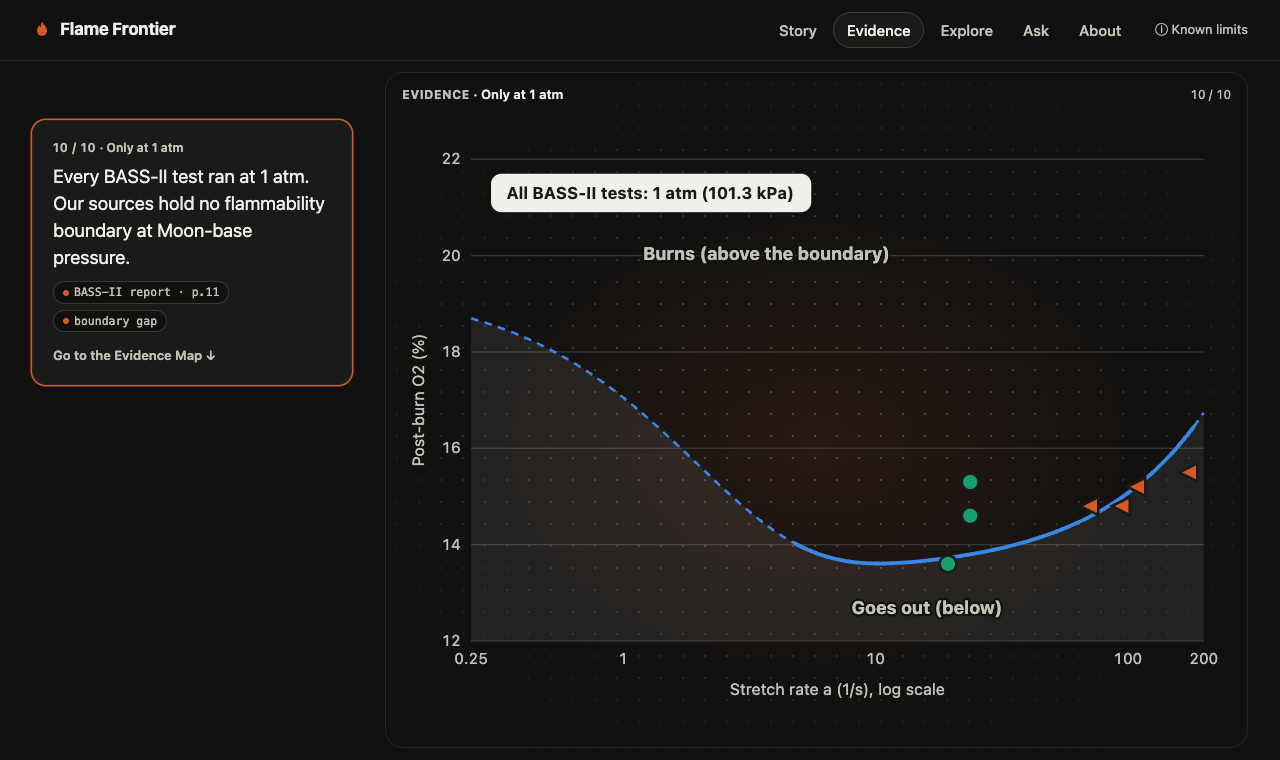 Flame Frontier
Story
Evidence
Explore
Ask
About
ⓘ Known limits
10 / 10 · Only at 1 atm
Every BASS-II test ran at 1 atm.
Our sources hold no flammability
boundary at Moon-base
pressure.
BASS-II report · p.11
boundary gap
Go to the Evidence Map ↓
EVIDENCE · Only at 1 atm
10 / 10
22
All BASS-II tests: 1 atm (101.3 kPa)
20
Burns (above the boundary)
18
Post-burn O2 (%)
16
14
Goes out (below)
12
0.25
1
10
100
200
Stretch rate a (1/s), log scale